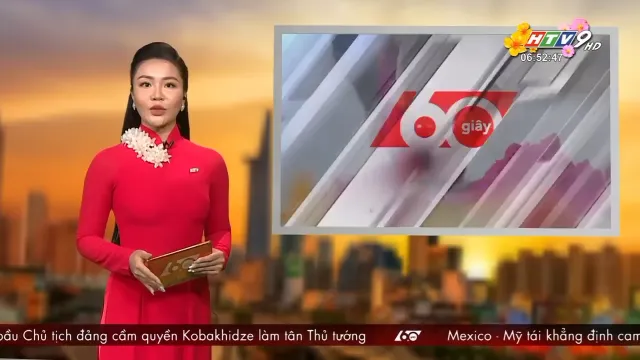 HTV9 HD
06:52:47
60 giây
bầu Chủ tịch đảng cầm quyền Kobakhidze làm tân Thủ tướng
60
Mexico - Mỹ tái khẳng định cam